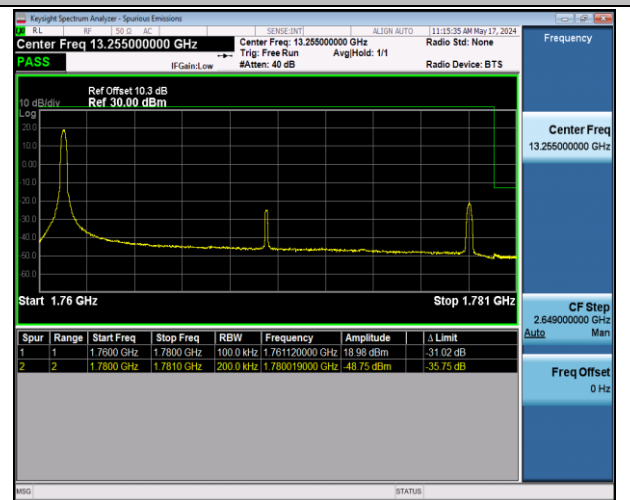 Keysight Spectrum Analyzer - Spurious Emissions
RL RF 50 Ω AC SENSE:INT ALIGN AUTO 11:15:35 AM May 17, 2024
Center Freq 13.255000000 GHz Center Freq: 13.255000000 GHz Radio Std: None
Trig: Free Run Avg|Hold: 1/1
PASS IFGain:Low #Atten: 40 dB Radio Device: BTS
Ref Offset 10.3 dB
10 dB/div Ref 30.00 dBm
Log
20.0
10.0
0.00
10.0
20.0
30.0
40.0
50.0
60.0
Start 1.76 GHz Stop 1.781 GHz
Spur Range Start Freq Stop Freq RBW Frequency Amplitude Δ Limit
1 1 1.7600 GHz 1.7800 GHz 100.0 kHz 1.761120000 GHz 18.98 dBm -31.02 dB
2 2 1.7800 GHz 1.7810 GHz 200.0 kHz 1.780019000 GHz -48.75 dBm -35.75 dB
MSG STATUS
Frequency
Center Freq
13.255000000 GHz
CF Step
2.649000000 GHz
Auto Man
Freq Offset
0 Hz